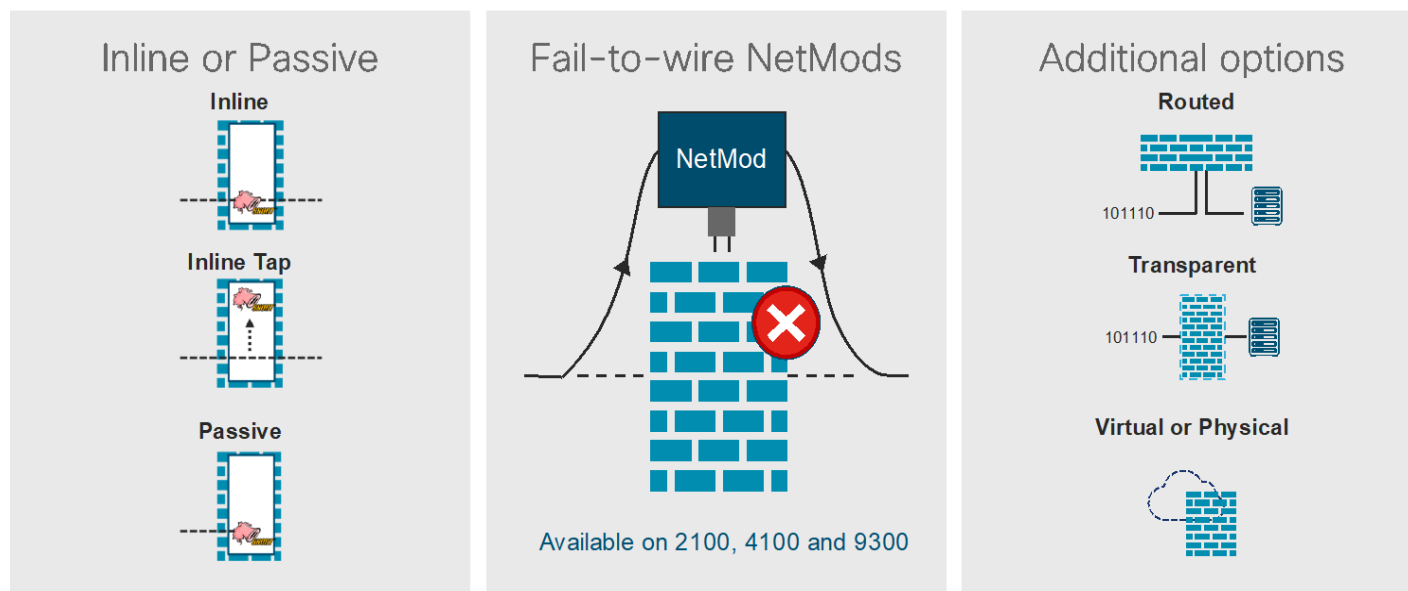 Inline or Passive
Inline
Inline Tap
Passive
Fail-to-wire NetMods
NetMod
Available on 2100, 4100 and 9300
Additional options
Routed
101110
Transparent
101110
Virtual or Physical